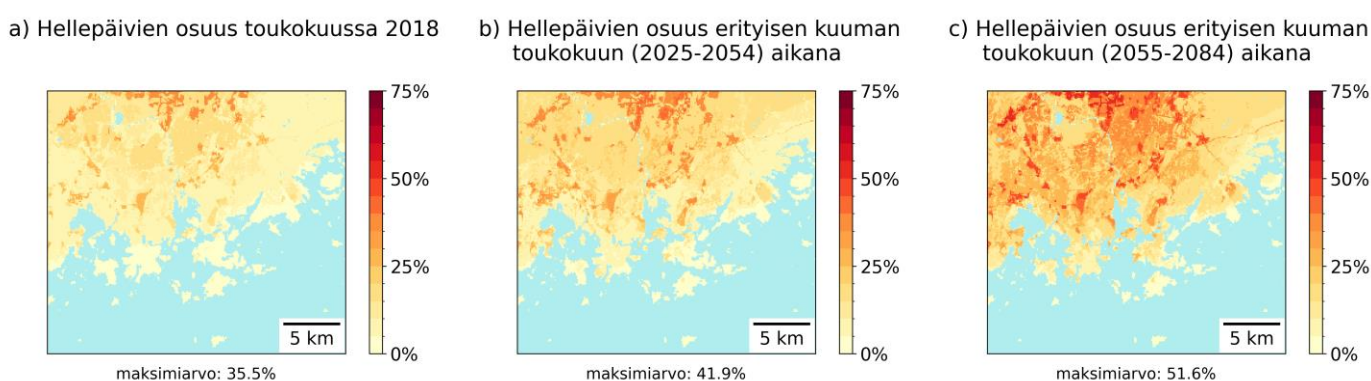 a) Hellepäivien osuus toukokuussa 2018
75%
50%
25%
0%
5 km
maksimiarvo: 35.5%
b) Hellepäivien osuus erityisen kuuman
toukokuun (2025-2054) aikana
75%
50%
25%
0%
5 km
maksimiarvo: 41.9%
c) Hellepäivien osuus erityisen kuuman
toukokuun (2055-2084) aikana
75%
50%
25%
0%
5 km
maksimiarvo: 51.6%